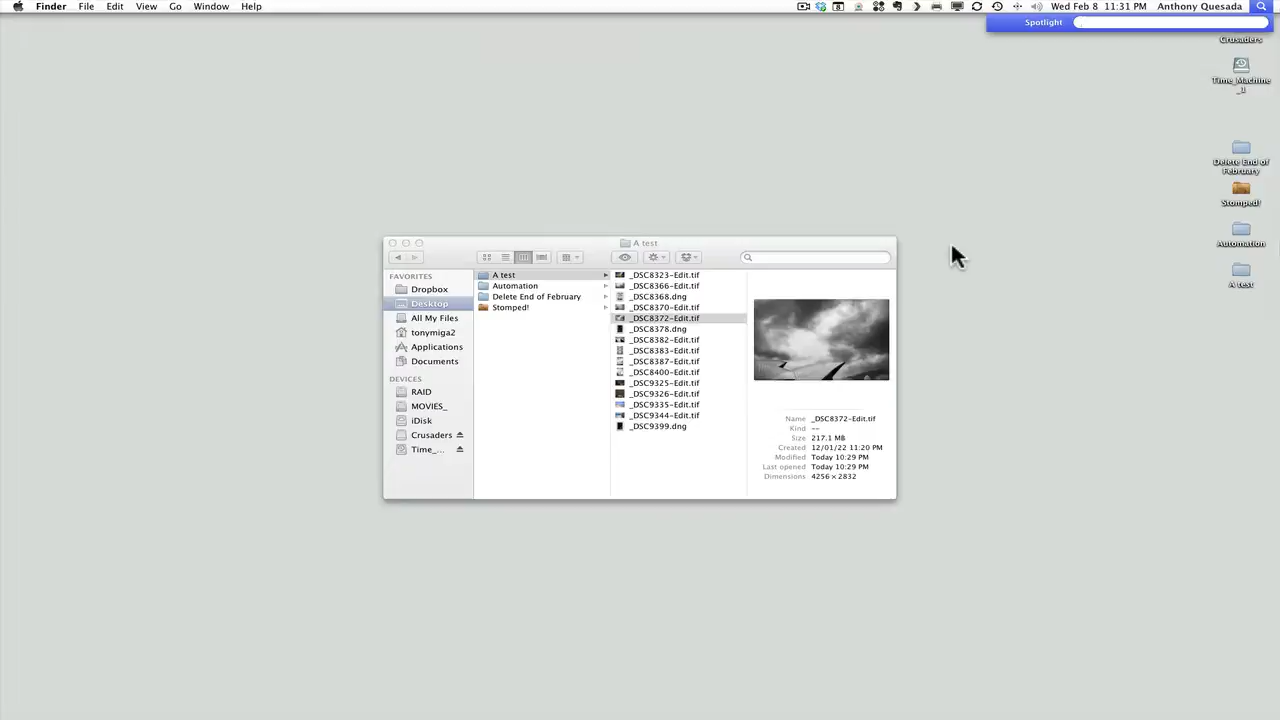 Finder File Edit View Go Window Help Wed Feb 8 11:31 PM Anthony Quesada
Spotlight
Crusaders
Time_Machine
_1
Delete End of
February
Stomped!
Automation
A test
A test
FAVORITES
Dropbox
Desktop
All My Files
tonymiga2
Applications
Documents
DEVICES
RAID
MOVIES_
iDisk
Crusaders
Time_...
A test
Automation
Delete End of February
Stomped!
_DSC8323-Edit.tif
_DSC8366-Edit.tif
_DSC8368.dng
_DSC8370-Edit.tif
_DSC8372-Edit.tif
_DSC8378.dng
_DSC8382-Edit.tif
_DSC8383-Edit.tif
_DSC8387-Edit.tif
_DSC8400-Edit.tif
_DSC9325-Edit.tif
_DSC9326-Edit.tif
_DSC9335-Edit.tif
_DSC9344-Edit.tif
_DSC9399.dng
Name _DSC8372-Edit.tif
Kind --
Size 217.1 MB
Created 12/01/22 11:20 PM
Modified Today 10:29 PM
Last opened Today 10:29 PM
Dimensions 4256 × 2832